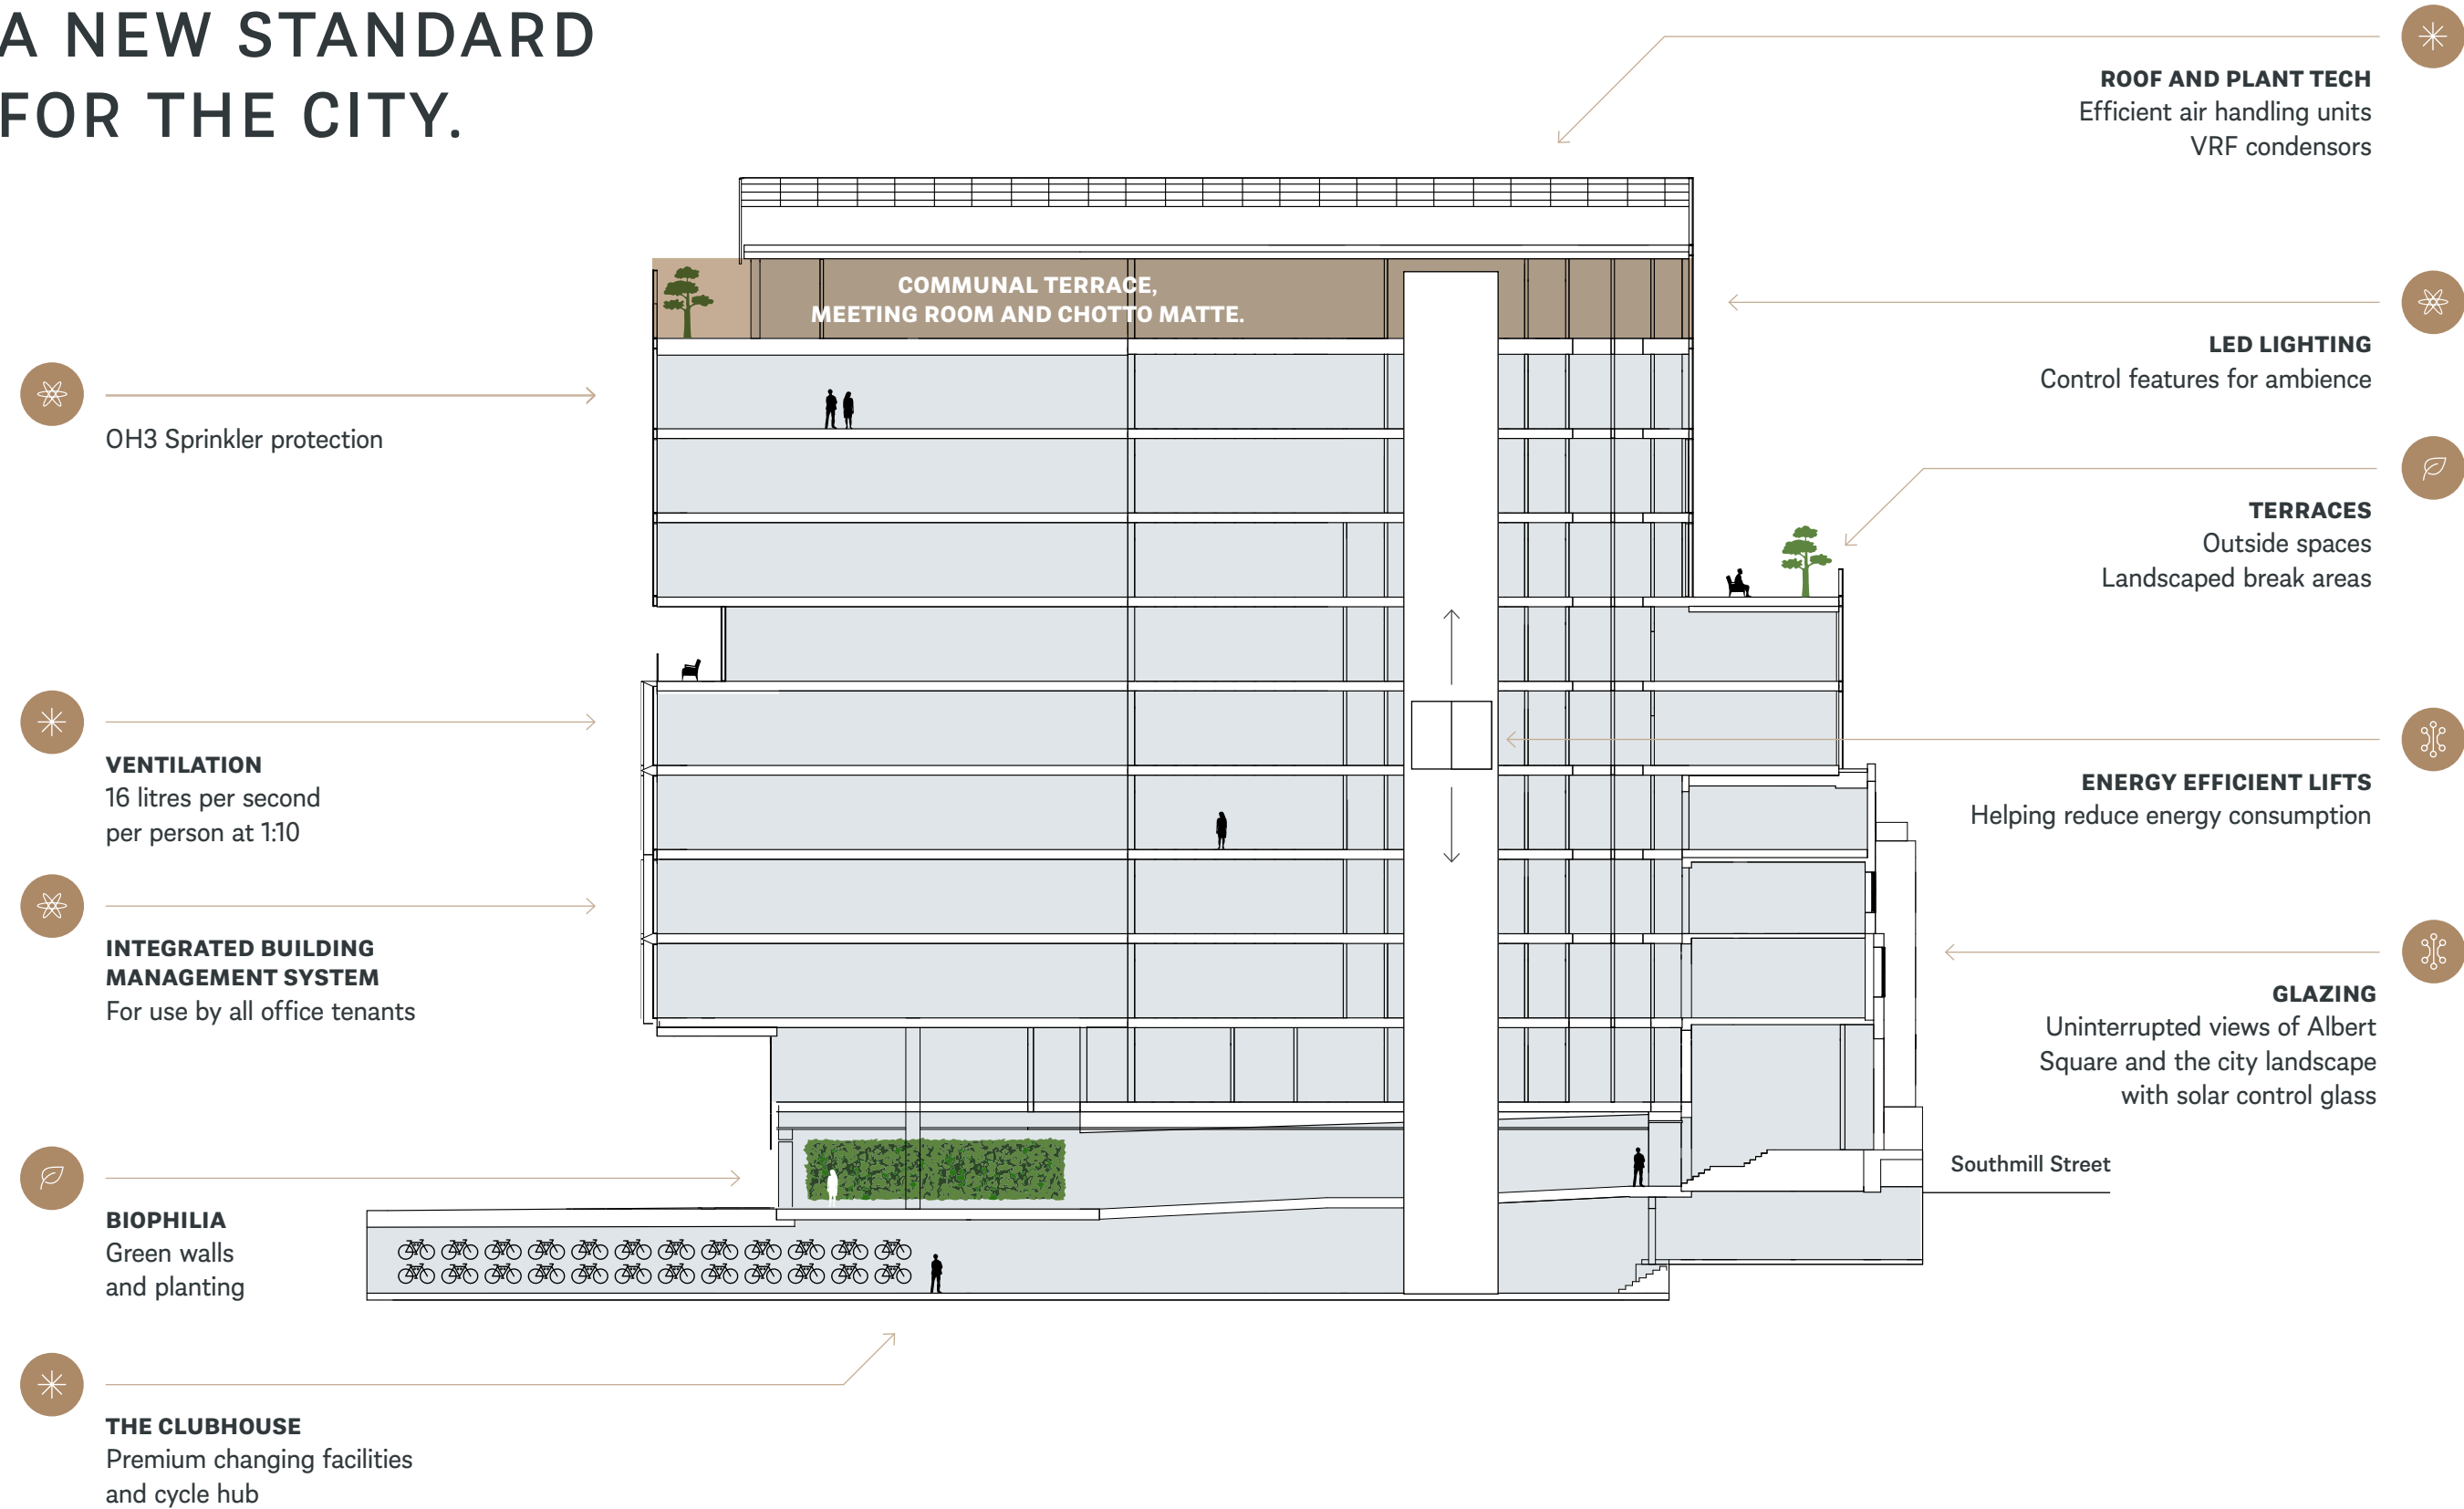 A NEW STANDARD
FOR THE CITY.
ROOF AND PLANT TECH
Efficient air handling units
VRF condensors
COMMUNAL TERRACE,
MEETING ROOM AND CHOTTO MATTE.
LED LIGHTING
Control features for ambience
OH3 Sprinkler protection
TERRACES
Outside spaces
Landscaped break areas
VENTILATION
16 litres per second
per person at 1:10
ENERGY EFFICIENT LIFTS
Helping reduce energy consumption
INTEGRATED BUILDING
MANAGEMENT SYSTEM
For use by all office tenants
GLAZING
Uninterrupted views of Albert
Square and the city landscape
with solar control glass
Southmill Street
BIOPHILIA
Green walls
and planting
THE CLUBHOUSE
Premium changing facilities
and cycle hub